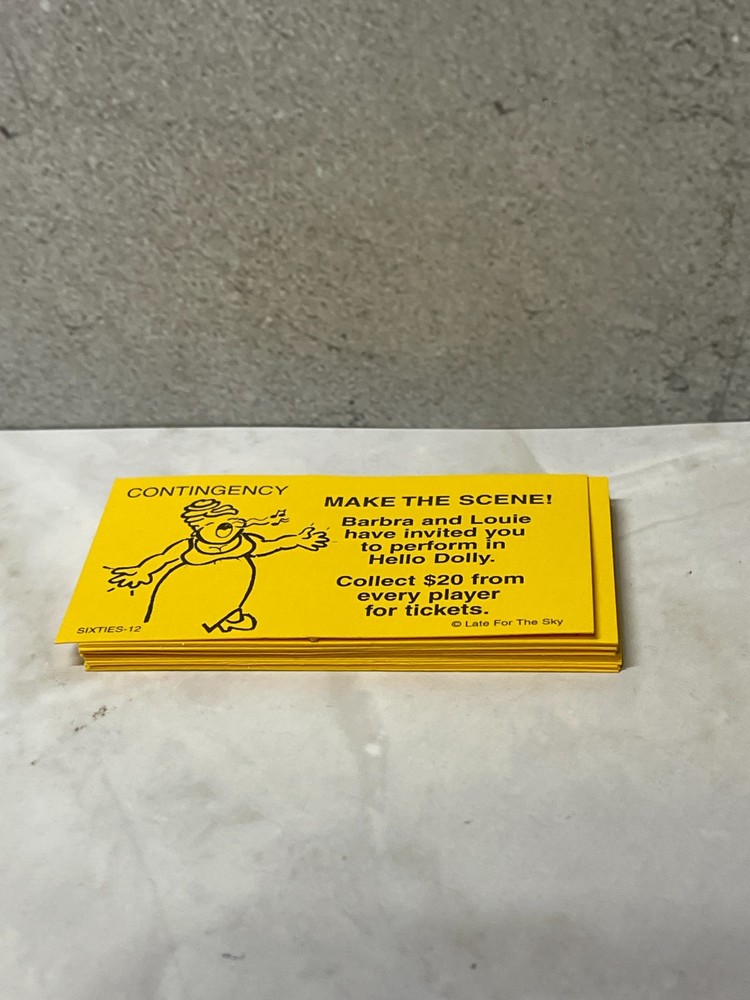 CONTINGENCY
MAKE THE SCENE!
Barbra and Louie
have invited you
to perform in
Hello Dolly.
Collect $20 from
every player
for tickets.
SIXTIES-12
© Late For The Sky